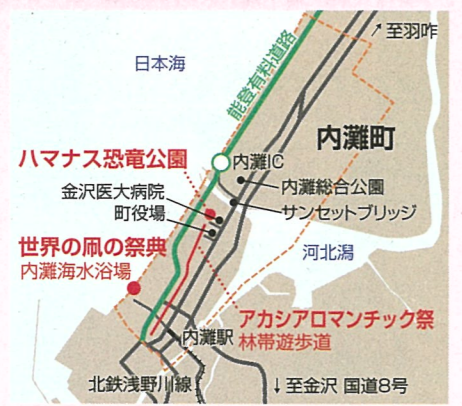 ↗至羽咋
日本海
能登有料道路
内灘町
ハマナス恐竜公園
内灘IC
金沢医大病院
内灘総合公園
町役場
サンセットブリッジ
世界の凧の祭典
内灘海水浴場
河北潟
アカシアロマンチック祭
林帯遊歩道
内灘駅
北鉄浅野川線
↓至金沢 国道8号